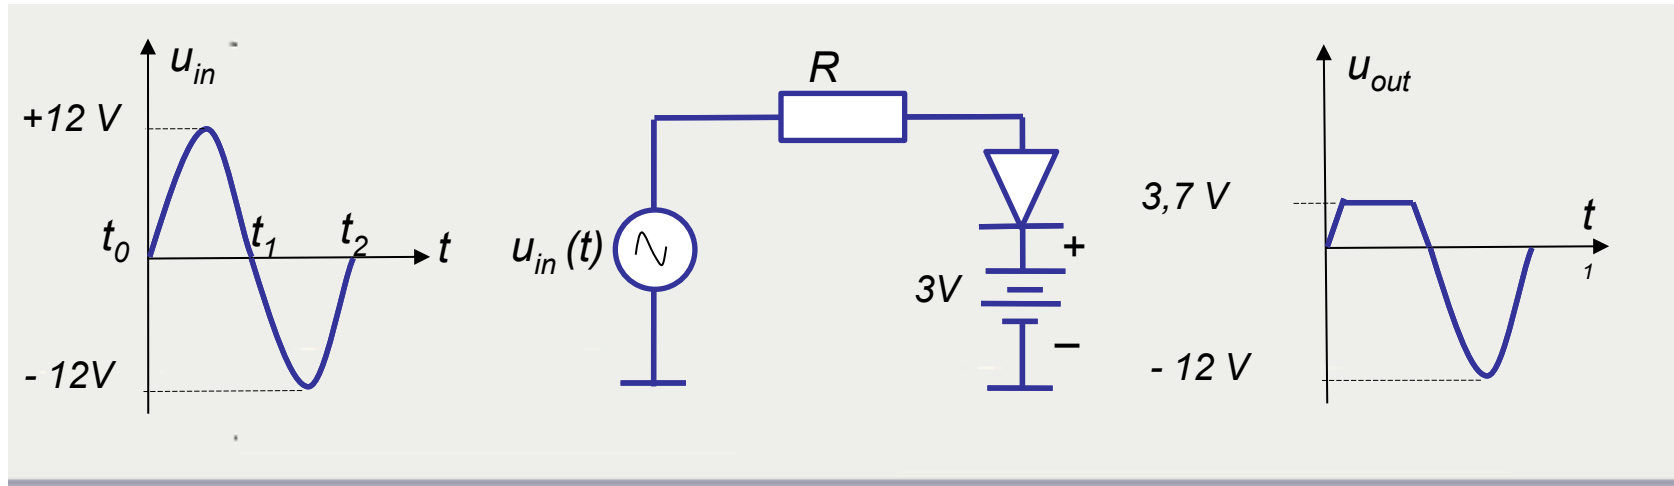 u_in
+12 V
t_0
t_1
t_2
t
- 12V
R
u_in (t)
+
3V
–
u_out
3,7 V
t
1
- 12 V